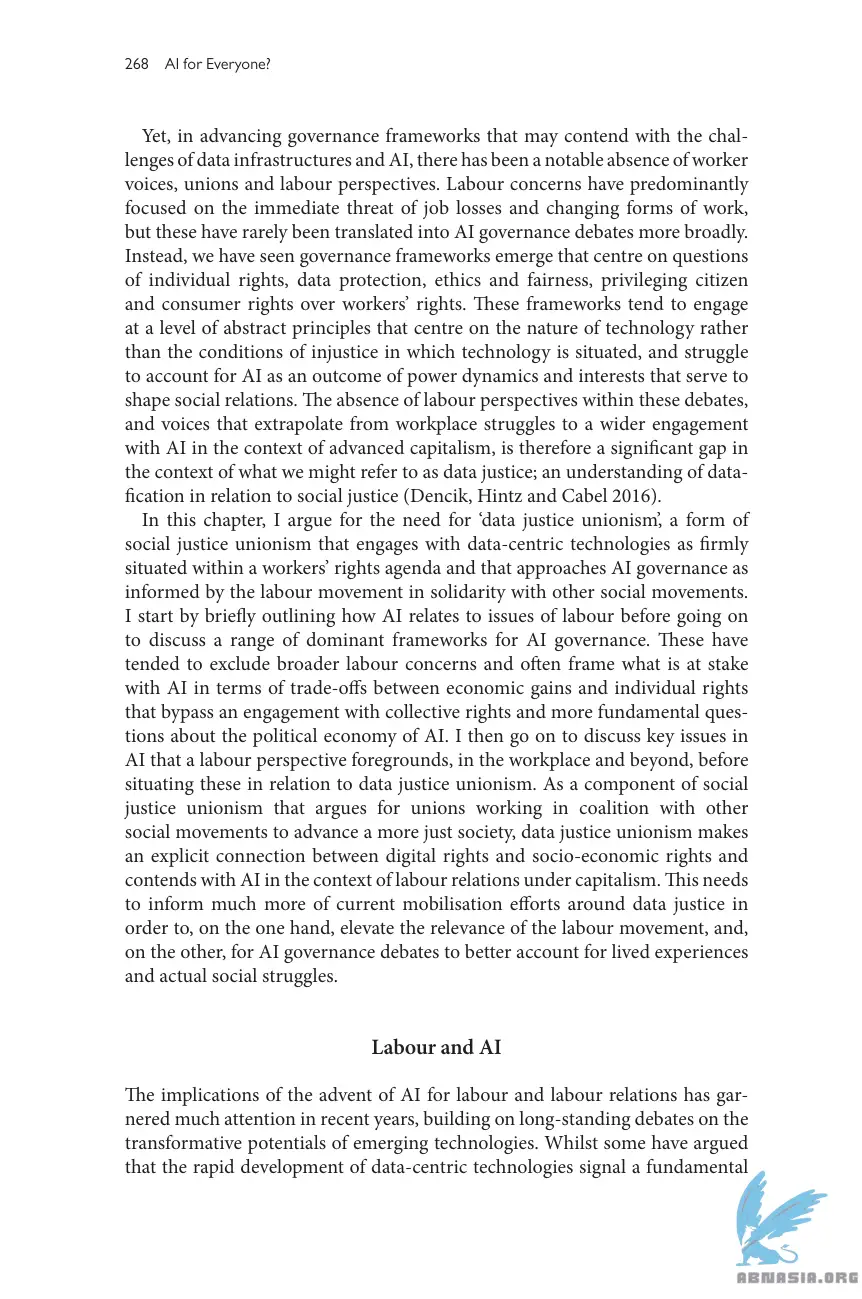 268 AI for Everyone?
Yet, in advancing governance frameworks that may contend with the chal-
lenges of data infrastructures and AI, there has been a notable absence of worker
voices, unions and labour perspectives. Labour concerns have predominantly
focused on the immediate threat of job losses and changing forms of work,
but these have rarely been translated into AI governance debates more broadly.
Instead, we have seen governance frameworks emerge that centre on questions
of individual rights, data protection, ethics and fairness, privileging citizen
and consumer rights over workers’ rights. These frameworks tend to engage
at a level of abstract principles that centre on the nature of technology rather
than the conditions of injustice in which technology is situated, and struggle
to account for AI as an outcome of power dynamics and interests that serve to
shape social relations. The absence of labour perspectives within these debates,
and voices that extrapolate from workplace struggles to a wider engagement
with AI in the context of advanced capitalism, is therefore a significant gap in
the context of what we might refer to as data justice; an understanding of data-
fication in relation to social justice (Dencik, Hintz and Cabel 2016).
In this chapter, I argue for the need for ‘data justice unionism’, a form of
social justice unionism that engages with data-centric technologies as firmly
situated within a workers’ rights agenda and that approaches AI governance as
informed by the labour movement in solidarity with other social movements.
I start by briefly outlining how AI relates to issues of labour before going on
to discuss a range of dominant frameworks for AI governance. These have
tended to exclude broader labour concerns and often frame what is at stake
with AI in terms of trade-offs between economic gains and individual rights
that bypass an engagement with collective rights and more fundamental ques-
tions about the political economy of AI. I then go on to discuss key issues in
AI that a labour perspective foregrounds, in the workplace and beyond, before
situating these in relation to data justice unionism. As a component of social
justice unionism that argues for unions working in coalition with other
social movements to advance a more just society, data justice unionism makes
an explicit connection between digital rights and socio-economic rights and
contends with AI in the context of labour relations under capitalism. This needs
to inform much more of current mobilisation efforts around data justice in
order to, on the one hand, elevate the relevance of the labour movement, and,
on the other, for AI governance debates to better account for lived experiences
and actual social struggles.
Labour and AI
The implications of the advent of AI for labour and labour relations has gar-
nered much attention in recent years, building on long-standing debates on the
transformative potentials of emerging technologies. Whilst some have argued
that the rapid development of data-centric technologies signal a fundamental
ABNASIA.ORG